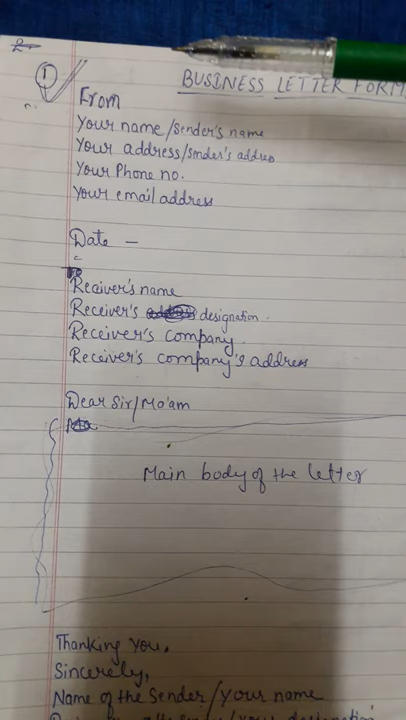 ①
BUSINESS LETTER FORM
From
Your name/Sender's name
Your address/Sender's address
Your Phone no.
Your email address
Date -
Receiver's name
Receiver's designation.
Receiver's company
Receiver's company's address
Dear Sir/Ma'am
Main body of the letter
Thanking You,
Sincerely,
Name of the Sender/your name